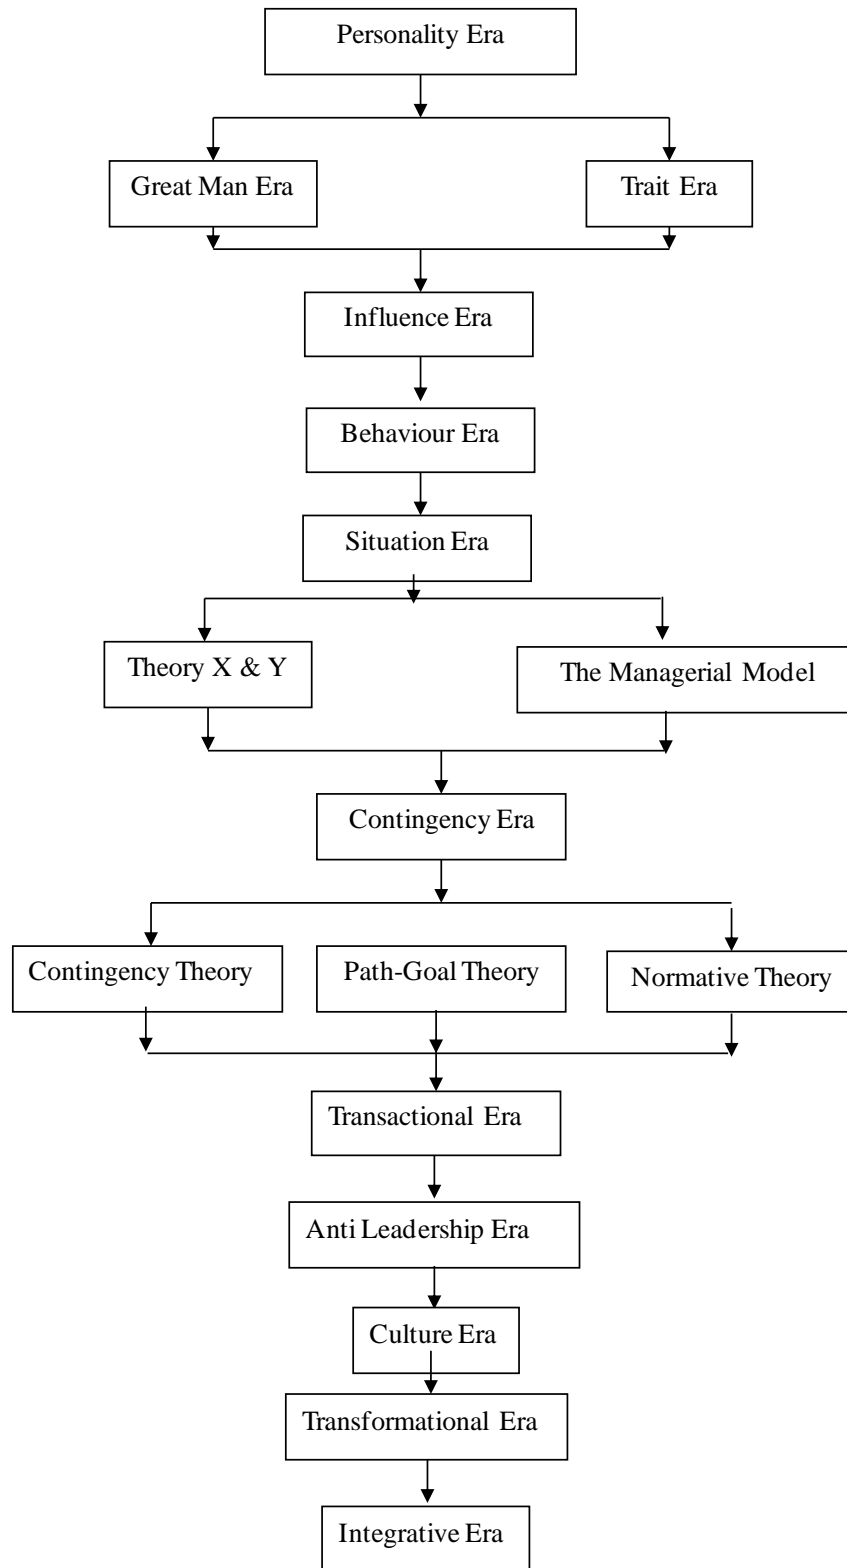 Personality Era
Great Man Era
Trait Era
Influence Era
Behaviour Era
Situation Era
Theory X & Y
The Managerial Model
Contingency Era
Contingency Theory
Path-Goal Theory
Normative Theory
Transactional Era
Anti Leadership Era
Culture Era
Transformational Era
Integrative Era